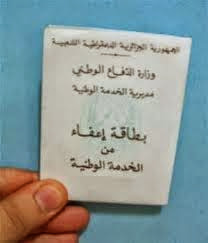 الجمهورية الجزائرية الديمقراطية الشعبية
وزارة الدفاع الوطني
مديرية الخدمة الوطنية
بطاقة إعفاء
من
الخدمة الوطنية